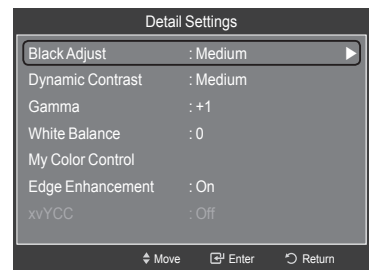 Detail Settings
Black Adjust : Medium
Dynamic Contrast : Medium
Gamma : +1
White Balance : 0
My Color Control
Edge Enhancement : On
xvYCC : Off
Move Enter Return